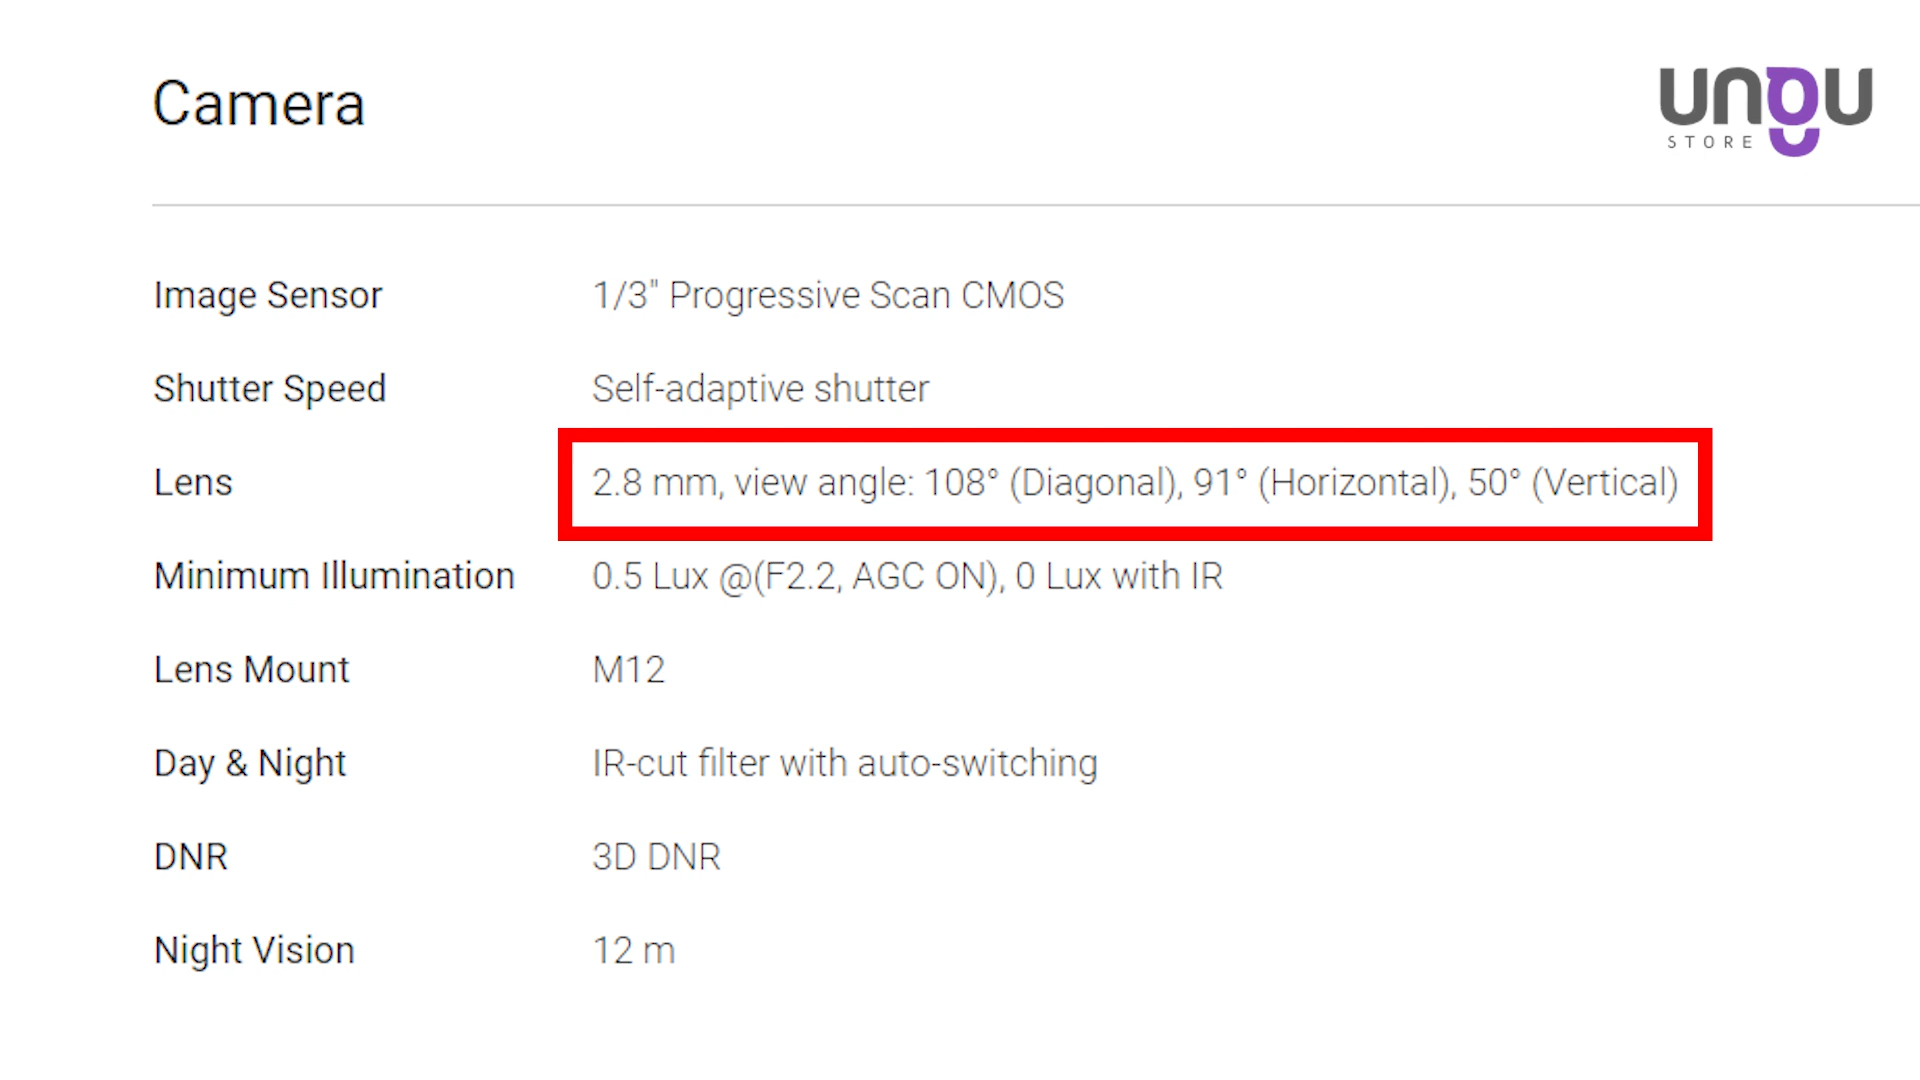 Camera
ungu
STORE
Image Sensor 1/3" Progressive Scan CMOS
Shutter Speed Self-adaptive shutter
Lens 2.8 mm, view angle: 108° (Diagonal), 91° (Horizontal), 50° (Vertical)
Minimum Illumination 0.5 Lux @(F2.2, AGC ON), 0 Lux with IR
Lens Mount M12
Day & Night IR-cut filter with auto-switching
DNR 3D DNR
Night Vision 12 m